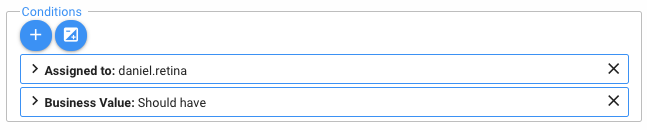 Conditions
Assigned to: daniel.retina
Business Value: Should have